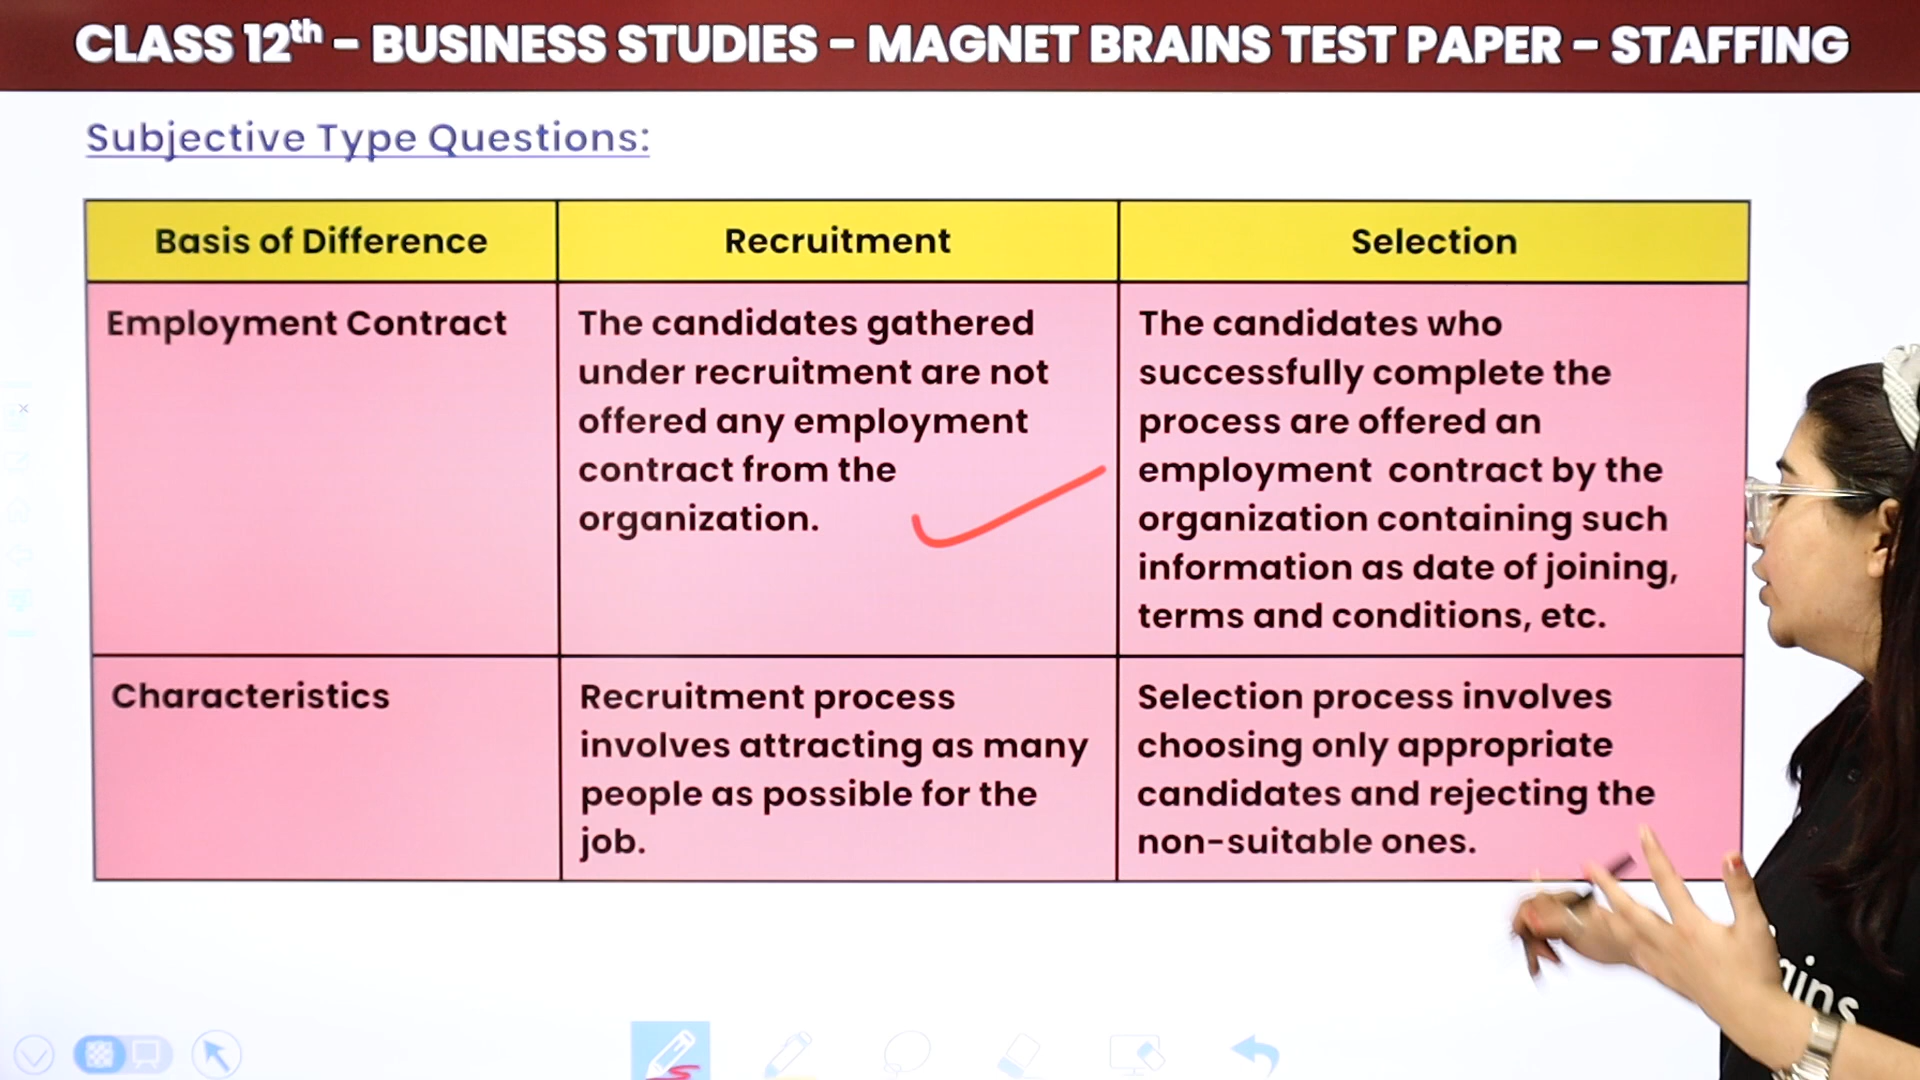 CLASS 12th - BUSINESS STUDIES - MAGNET BRAINS TEST PAPER - STAFFING
Subjective Type Questions:
Basis of Difference
Recruitment
Selection
Employment Contract
The candidates gathered
under recruitment are not
offered any employment
contract from the
organization.
The candidates who
successfully complete the
process are offered an
employment contract by the
organization containing such
information as date of joining,
terms and conditions, etc.
Characteristics
Recruitment process
involves attracting as many
people as possible for the
job.
Selection process involves
choosing only appropriate
candidates and rejecting the
non-suitable ones.